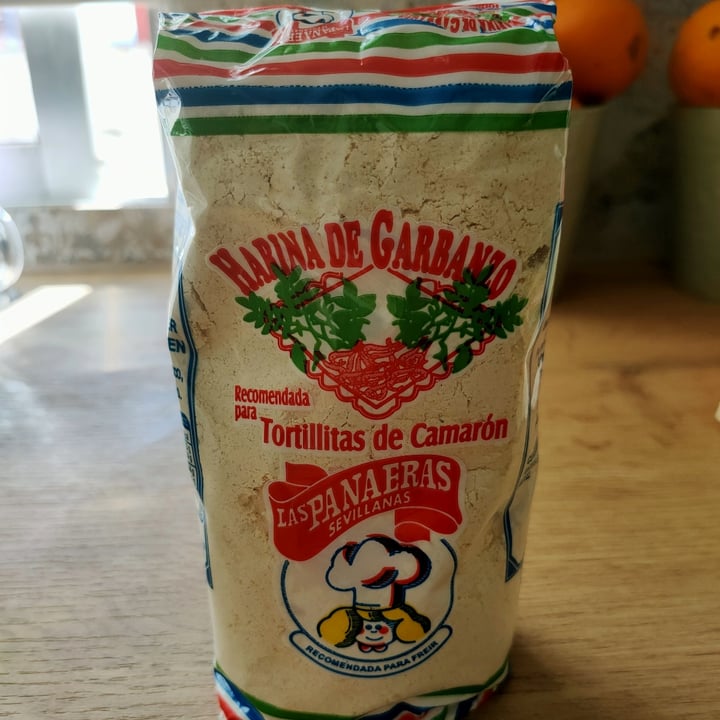 HARINA DE GARBANZO
Recomendada
para
Tortillitas de Camarón
LAS PANAERAS
SEVILLANAS
RECOMENDADA PARA FREIR